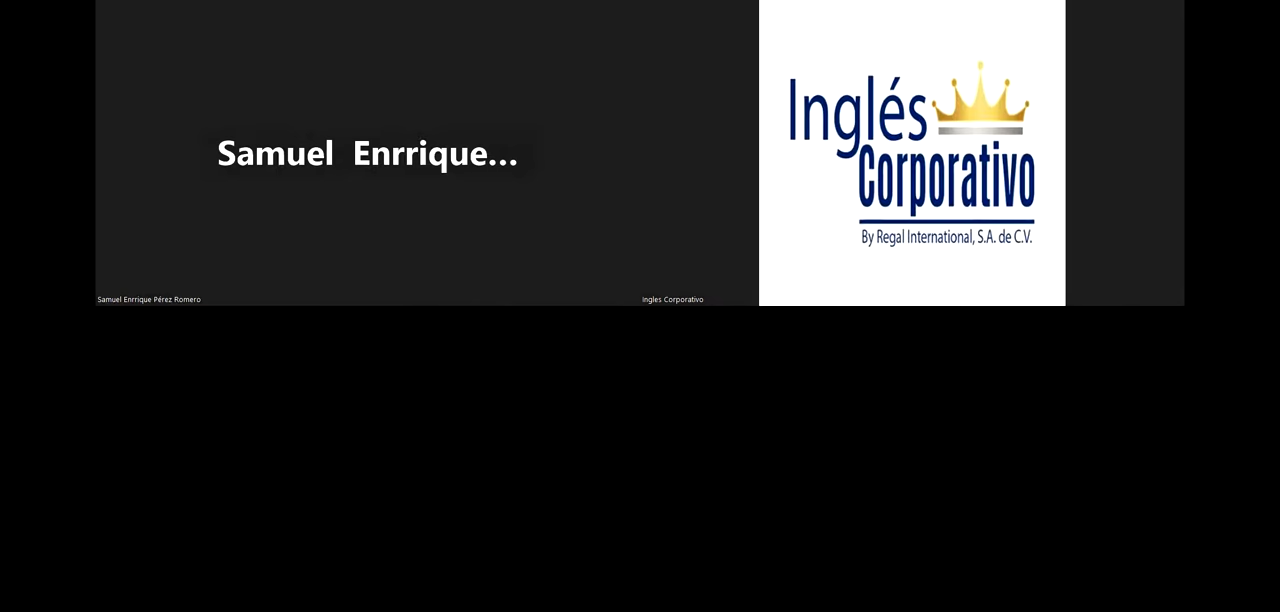 Samuel Enrrique...
Inglés
Corporativo
By Regal International, S.A. de C.V.
Samuel Enrrique Pérez Romero
Ingles Corporativo